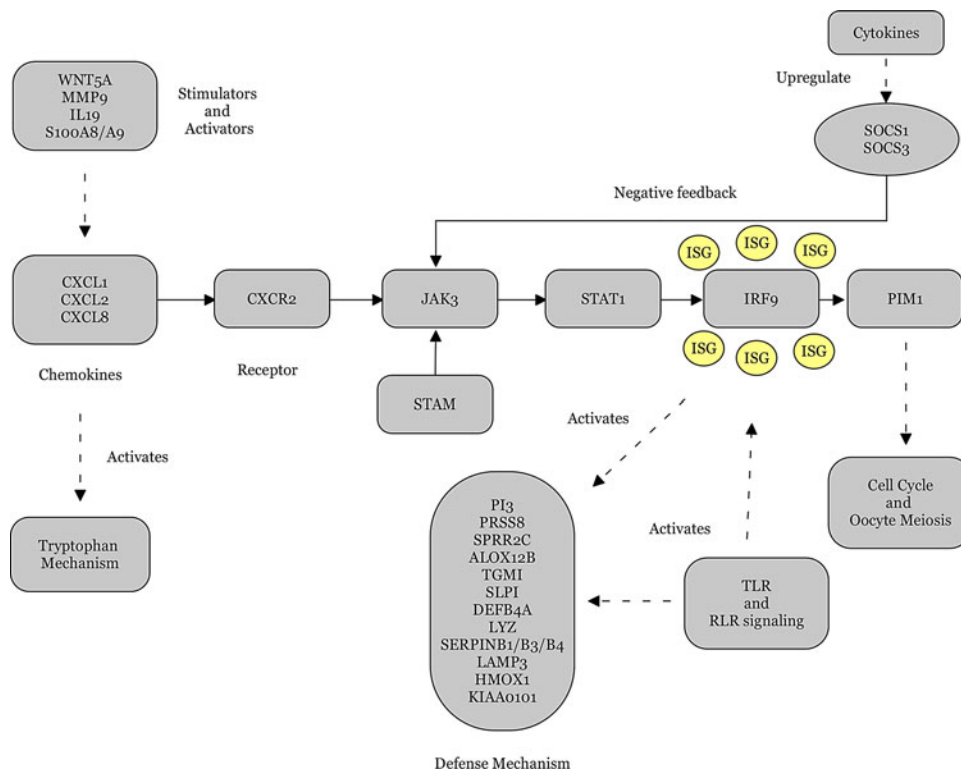 Cytokines
Upregulate
SOCS1
SOCS3
WNT5A
MMP9
IL19
S100A8/A9
Stimulators
and
Activators
Negative feedback
ISG
ISG
ISG
CXCL1
CXCL2
CXCL8
CXCR2
JAK3
STAT1
IRF9
PIM1
ISG
ISG
ISG
Chemokines
Receptor
STAM
Activates
Activates
Tryptophan
Mechanism
PI3
PRSS8
SPRR2C
ALOX12B
TGMI
SLPI
DEFB4A
LYZ
SERPINB1/B3/B4
LAMP3
HMOX1
KIAA0101
Defense Mechanism
Activates
TLR
and
RLR signaling
Cell Cycle
and
Oocyte Meiosis